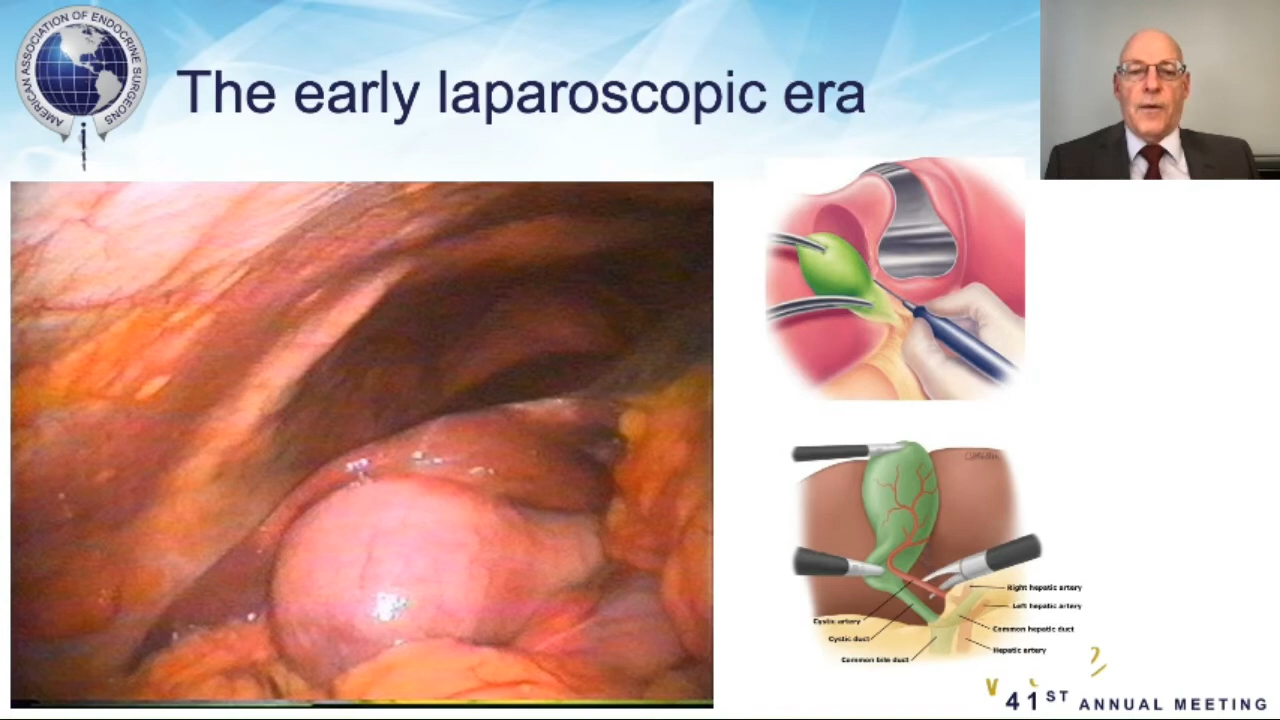 AMERICAN ASSOCIATION OF ENDOCRINE SURGEONS
The early laparoscopic era
Right hepatic artery
Left hepatic artery
Cystic artery
Common hepatic duct
Cystic duct
Hepatic artery
Common bile duct
41ST ANNUAL MEETING